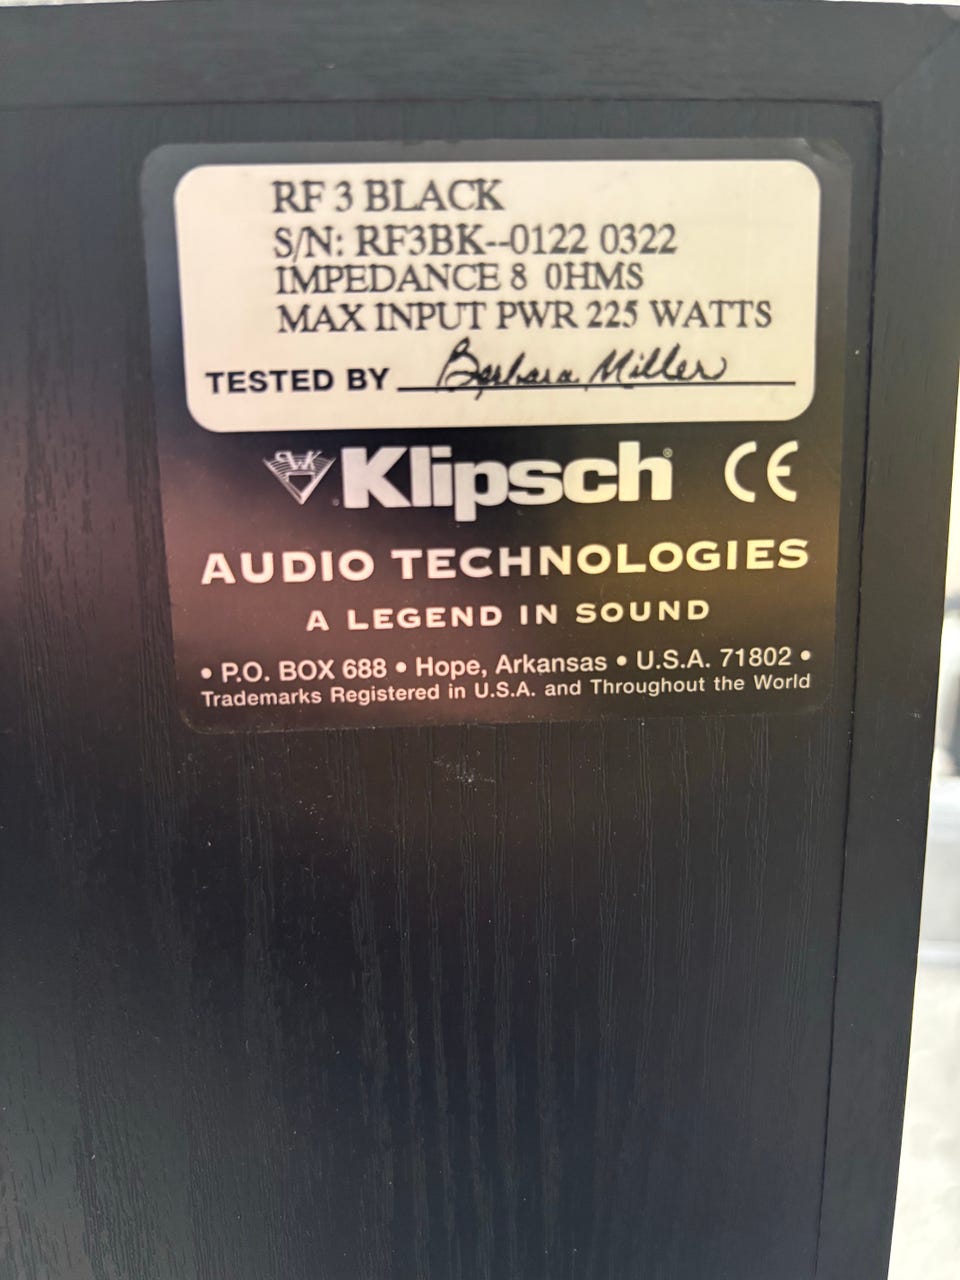 RF 3 BLACK
S/N: RF3BK--0122 0322
IMPEDANCE 8 0HMS
MAX INPUT PWR 225 WATTS
TESTED BY Barbara Miller
PWK Klipsch® CE
AUDIO TECHNOLOGIES
A LEGEND IN SOUND
• P.O. BOX 688 • Hope, Arkansas • U.S.A. 71802 •
Trademarks Registered in U.S.A. and Throughout the World